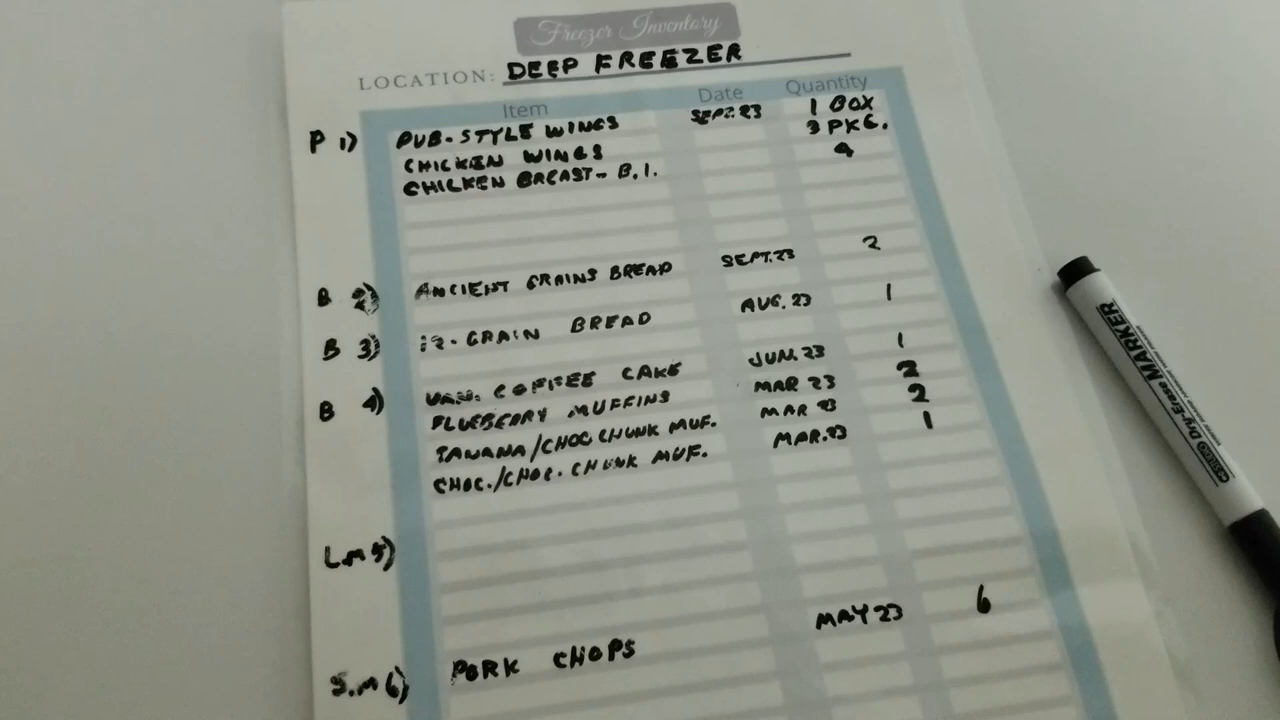 Freezer Inventory
LOCATION: DEEP FREEZER
Item Date Quantity
P 1) PUB-STYLE WINGS SEPT.23 1 BOX
CHICKEN WINGS 3 PKG.
CHICKEN BREAST- B.I. 4
B 2) ANCIENT GRAINS BREAD SEPT.23 2
B 3) 12-GRAIN BREAD AUG.23 1
B 4) VAN. COFFEE CAKE JUN.23 1
BLUEBERRY MUFFINS MAR 23 2
BANANA/CHOC CHUNK MUF. MAR 23 2
CHOC./CHOC. CHUNK MUF. MAR.23 1
L.M 5)
S.M 6) PORK CHOPS MAY 23 6
Dry-Erase MARKER